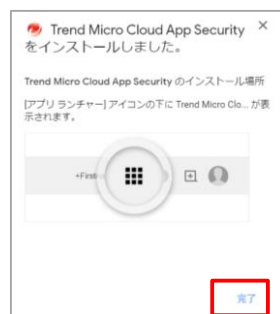 Trend Micro Cloud App Security
をインストールしました。
Trend Micro Cloud App Security のインストール場所
[アプリ ランチャー] アイコンの下に Trend Micro Clo... が表
示されます。
+First
完了